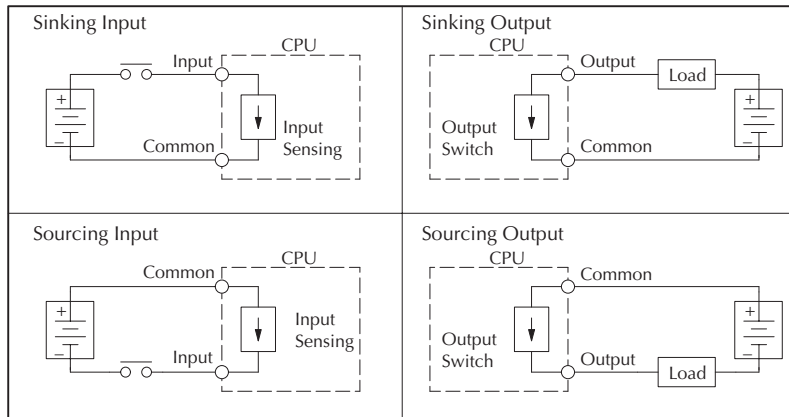 Sinking Input
CPU
Input
+
–
Input
Sensing
Common
Sinking Output
CPU
Output
Load
+
–
Output
Switch
Common
Sourcing Input
CPU
Common
+
–
Input
Sensing
Input
Sourcing Output
CPU
Common
+
–
Output
Switch
Output
Load